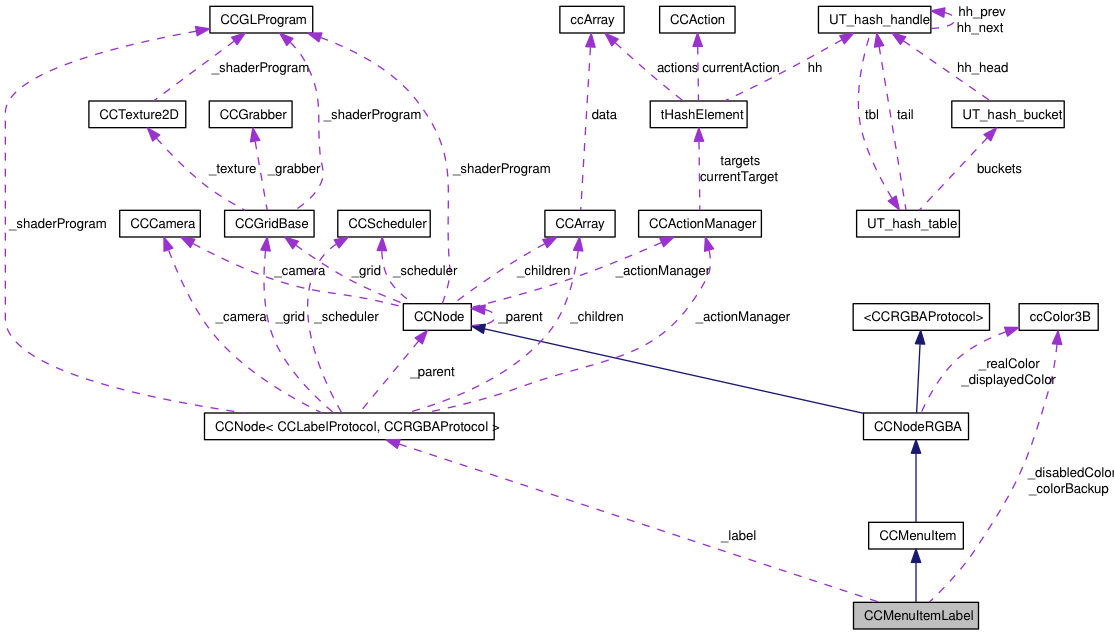 CCGLProgram
ccArray
CCAction
UT_hash_handle
hh_prev
hh_next
_shaderProgram
actions
currentAction
hh
hh_head
CCTexture2D
CCGrabber
_shaderProgram
data
tHashElement
tbl
tail
UT_hash_bucket
_texture
_grabber
_shaderProgram
targets
currentTarget
buckets
_shaderProgram
CCCamera
CCGridBase
CCScheduler
CCArray
CCActionManager
UT_hash_table
_camera
_grid
_scheduler
_children
_actionManager
_camera
_grid
_scheduler
CCNode
_parent
_children
_actionManager
<CCRGBAProtocol>
ccColor3B
_parent
_realColor
_displayedColor
CCNode< CCLabelProtocol, CCRGBAProtocol >
CCNodeRGBA
_disabledColor
_colorBackup
_label
CCMenuItem
CCMenuItemLabel